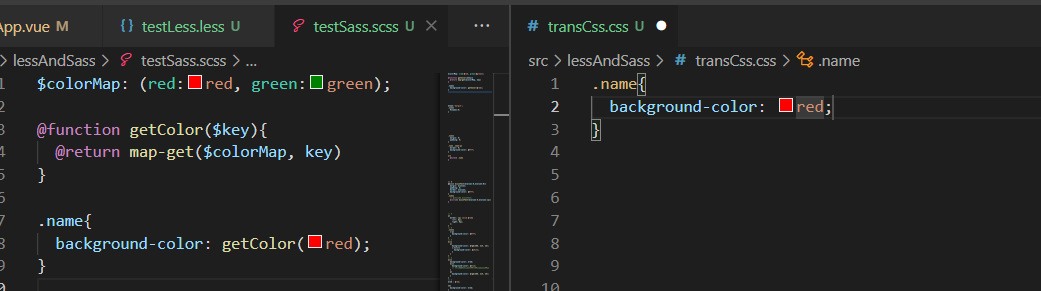 App.vue M {} testLess.less U testSass.scss U ✕ ···
> lessAndSass > testSass.scss > ...
1 $colorMap: (red: red, green: green);
2
3 @function getColor($key){
4 @return map-get($colorMap, key)
5 }
6
7 .name{
8 background-color: getColor(red);
9 }
# transCss.css U ●
src > lessAndSass > # transCss.css > .name
1 .name{
2 background-color: red;
3 }
4
5
6
7
8
9
10